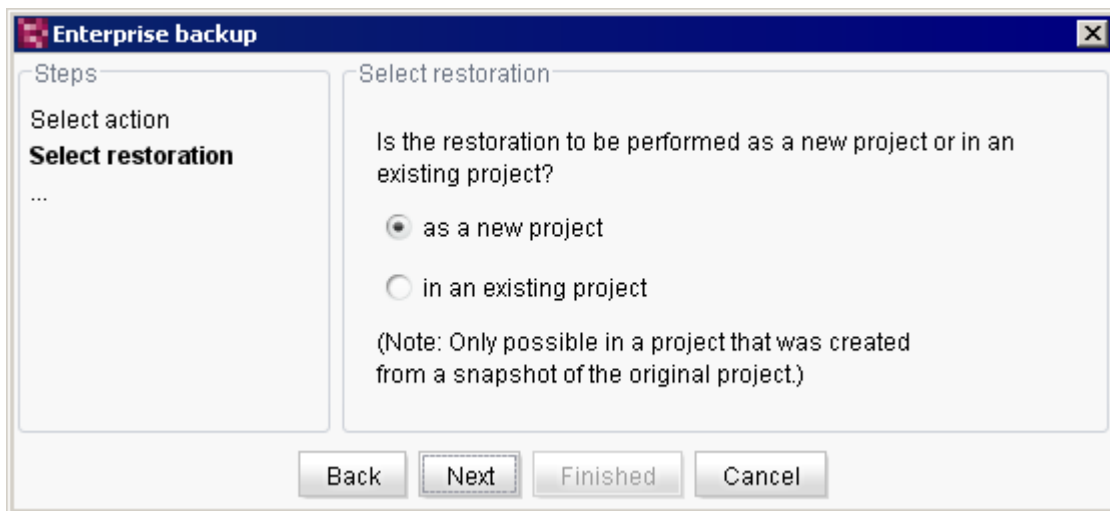 Enterprise backup
Steps
Select action
Select restoration
...
Select restoration
Is the restoration to be performed as a new project or in an
existing project?
as a new project
in an existing project
(Note: Only possible in a project that was created
from a snapshot of the original project.)
Back
Next
Finished
Cancel